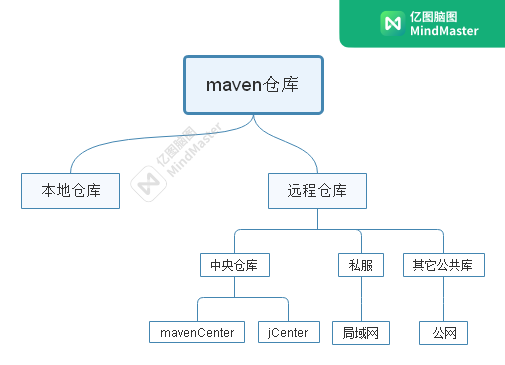 亿图脑图
MindMaster
maven仓库
亿图脑图
MindMaster
本地仓库
远程仓库
中央仓库
私服
其它公共库
mavenCenter
jCenter
局域网
公网